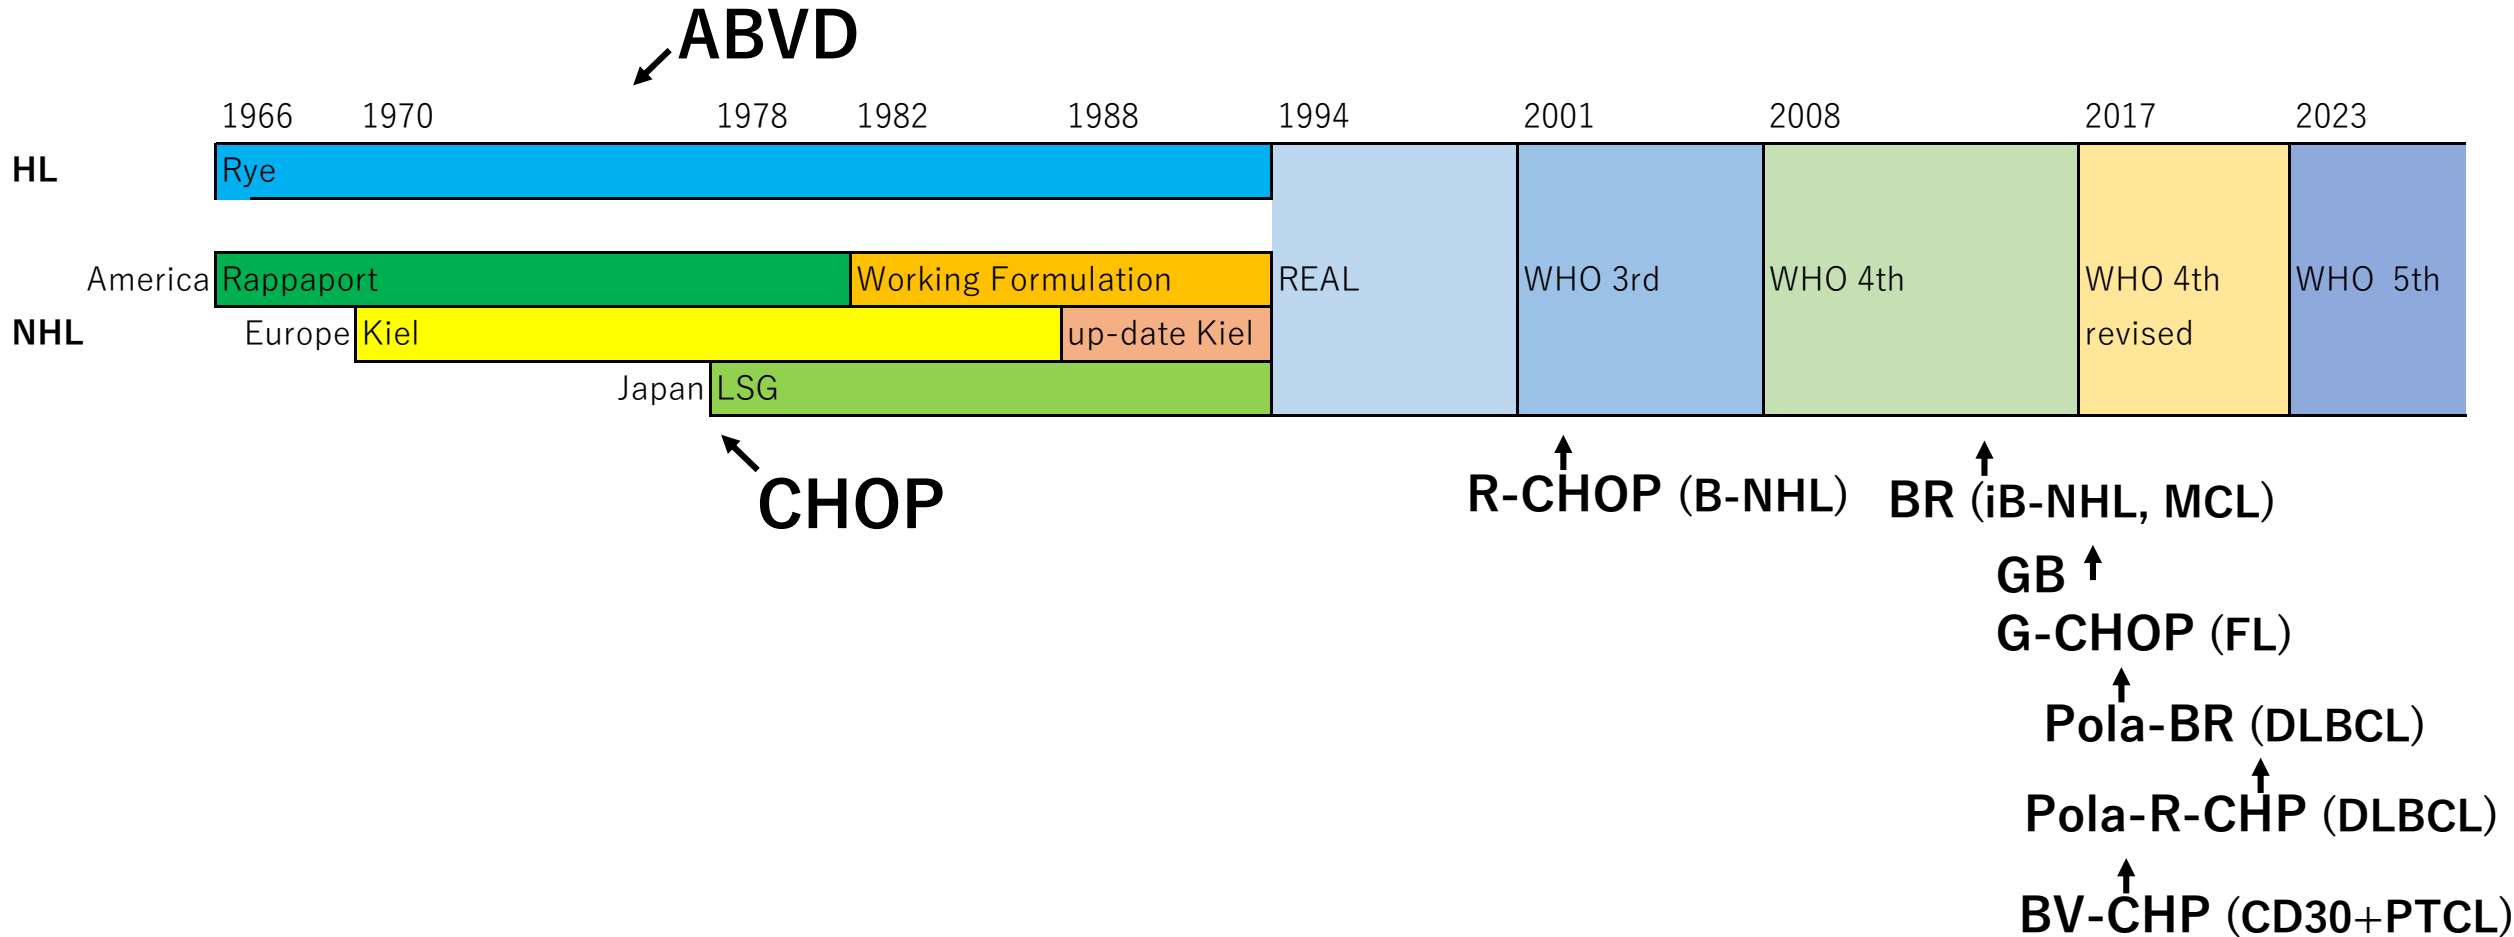 ABVD
1966 1970 1978 1982 1988 1994 2001 2008 2017 2023
HL Rye
America Rappaport Working Formulation REAL WHO 3rd WHO 4th WHO 4th WHO 5th
NHL Europe Kiel up-date Kiel revised
Japan LSG
CHOP R-CHOP (B-NHL) BR (iB-NHL, MCL)
GB
G-CHOP (FL)
Pola-BR (DLBCL)
Pola-R-CHP (DLBCL)
BV-CHP (CD30+PTCL)